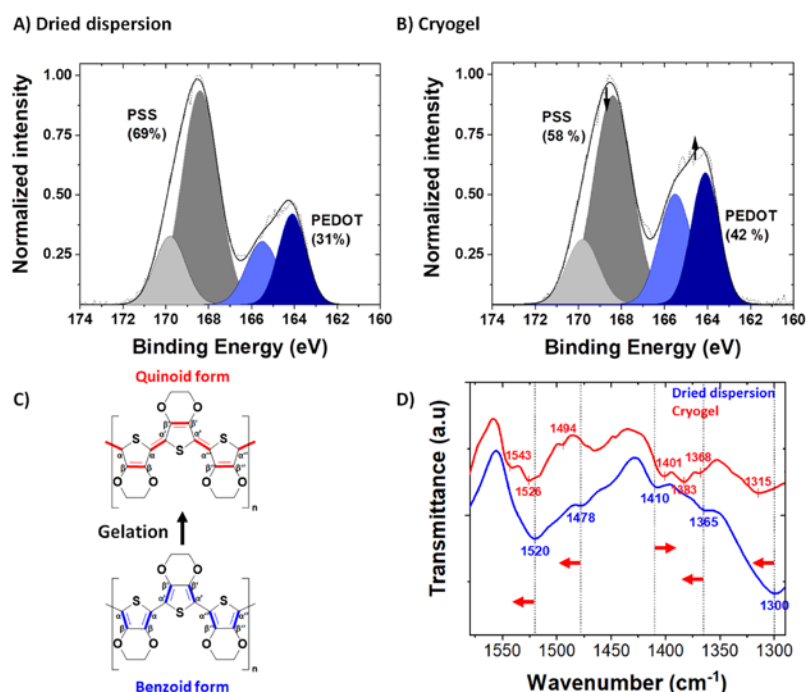 A) Dried dispersion
Normalized intensity
1.00
0.75
0.50
0.25
PSS
(69%)
PEDOT
(31%)
174 172 170 168 166 164 162 160
Binding Energy (eV)
B) Cryogel
Normalized intensity
1.00
0.75
0.50
0.25
PSS
(58 %)
PEDOT
(42 %)
174 172 170 168 166 164 162 160
Binding Energy (eV)
C)
Quinoid form
O O
β' β'
S α' α' S
α α S α'' α''
β β β'' β''
O O O O
n
Gelation
O O
β' β'
S α' α' S
α α S α'' α''
β β β'' β''
O O O O
n
Benzoid form
D)
Transmittance (a.u)
Dried dispersion
Cryogel
1543
1526
1494
1401
1383
1368
1315
1520
1478
1410
1365
1300
1550 1500 1450 1400 1350 1300
Wavenumber (cm⁻¹)